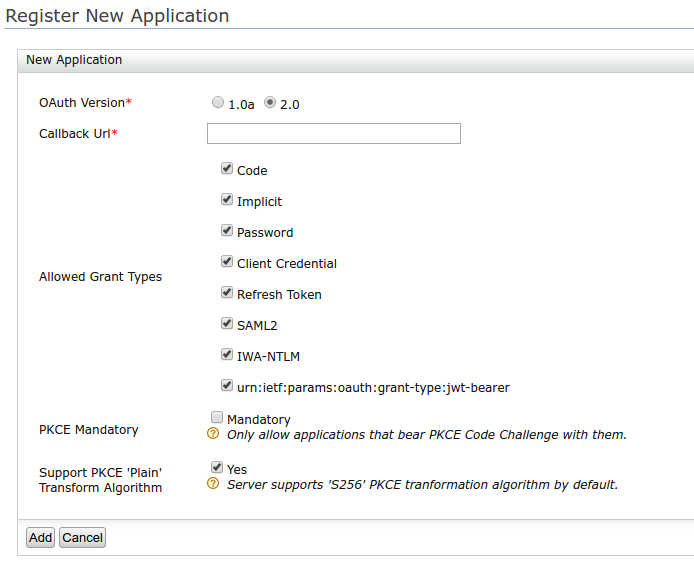 Register New Application
New Application
OAuth Version*
1.0a 2.0
Callback Url*
Code
Implicit
Password
Client Credential
Allowed Grant Types
Refresh Token
SAML2
IWA-NTLM
urn:ietf:params:oauth:grant-type:jwt-bearer
Mandatory
PKCE Mandatory
? Only allow applications that bear PKCE Code Challenge with them.
Yes
Support PKCE 'Plain'
Transform Algorithm
? Server supports 'S256' PKCE tranformation algorithm by default.
Add Cancel